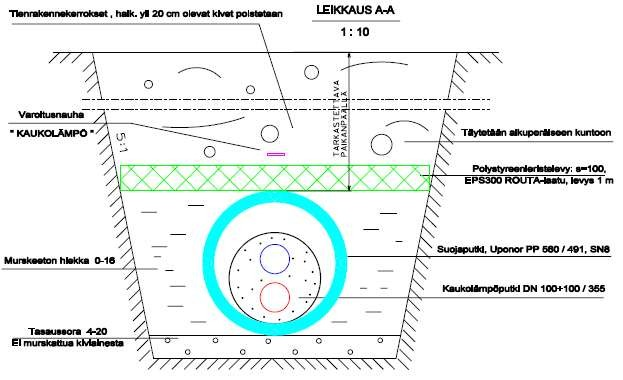 Tienrakennekerrokset , halk. yli 20 cm olevat kivet poistetaan
LEIKKAUS A-A
1 : 10
Varoitusnauha
" KAUKOLÄMPÖ "
5:1
TARKASTETTAVA
PAIKANPÄÄLLÄ
Täytetään alkuperäiseen kuntoon
Polystyreenieristelevy: s=100,
EPS300 ROUTA-laatu, levys 1 m
Murskeeton hiekka 0-16
Suojaputki, Uponor PP 560 / 491, SN8
Kaukolämpöputki DN 100+100 / 355
Tasaussora 4-20
Ei murskattua kiviainesta